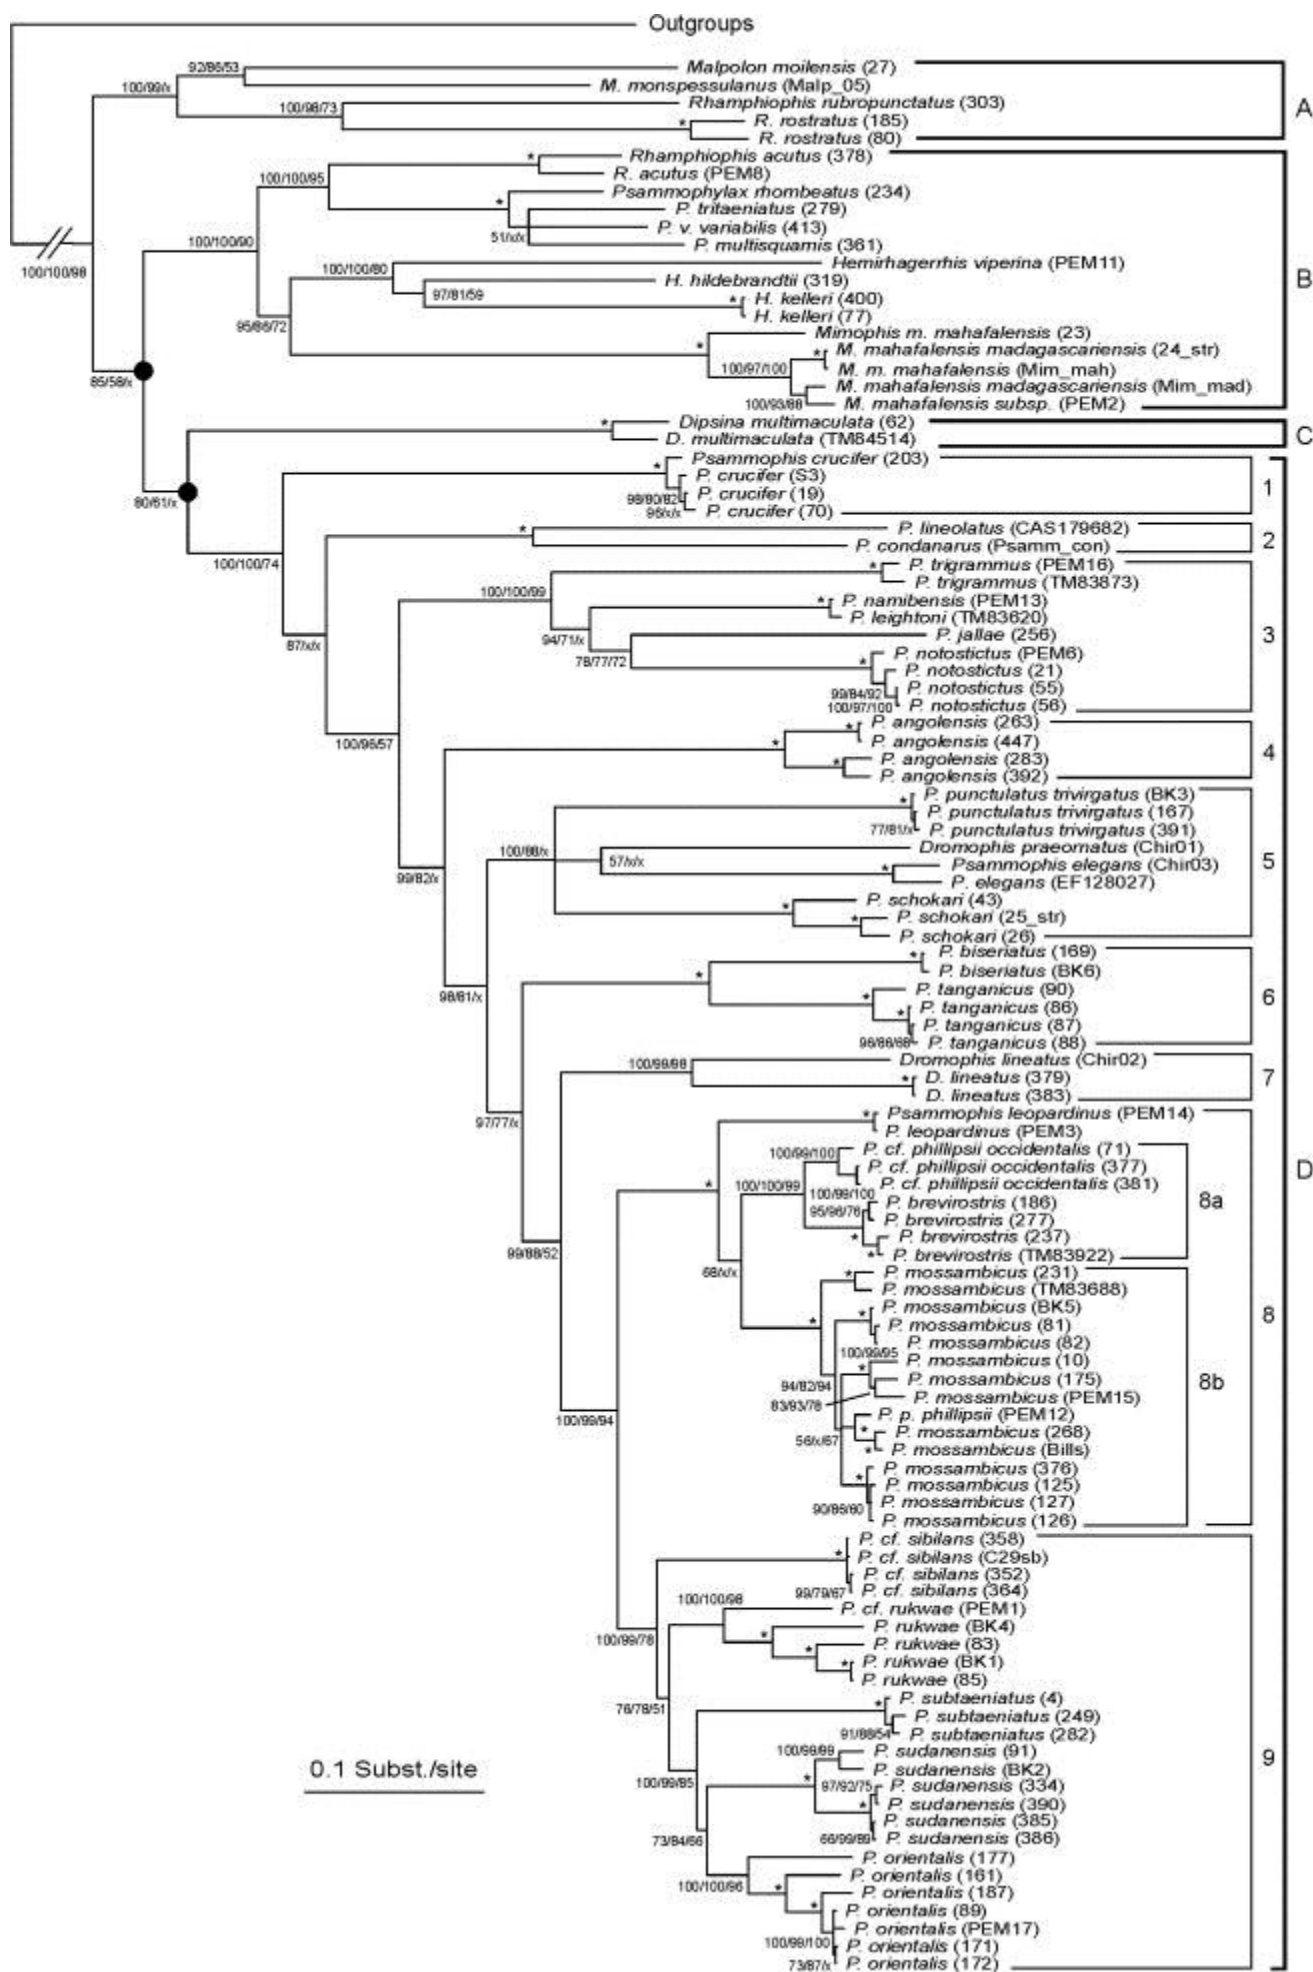 Outgroups
92/86/53
Malpolon moilensis (27)
100/99/x
M. monspessulanus (Malp_05)
100/98/73
Rhamphiophis rubropunctatus (303)
A
* R. rostratus (185)
R. rostratus (80)
* Rhamphiophis acutus (378)
100/100/95
R. acutus (PEM8)
* Psammophylax rhombeatus (234)
P. tritaeniatus (279)
P. v. variabilis (413)
51/x/x
P. multisquamis (361)
100/100/90
100/100/98
100/100/80
Hemirhagerrhis viperina (PEM11)
B
H. hildebrandtii (319)
97/81/59
* H. kelleri (400)
H. kelleri (77)
95/86/72
Mimophis m. mahafalensis (23)
*
* M. mahafalensis madagascariensis (24_str)
100/97/100
M. m. mahafalensis (Mim_mah)
85/58/x
M. mahafalensis madagascariensis (Mim_mad)
100/93/88
M. mahafalensis subsp. (PEM2)
* Dipsina multimaculata (62)
C
D. multimaculata (TM84514)
Psammophis crucifer (203)
*
P. crucifer (S3)
1
98/80/82
P. crucifer (19)
80/61/x
96/x/x
P. crucifer (70)
* P. lineolatus (CAS179682)
2
P. condanarus (Psamm_con)
100/100/74
* P. trigrammus (PEM16)
P. trigrammus (TM83873)
100/100/99
* P. namibensis (PEM13)
P. leighton̄i (TM83620)
3
P. jallae (256)
94/71/x
87/x/x
78/77/72
P. notostictus (PEM6)
*
P. notostictus (21)
99/84/92
P. notostictus (55)
100/97/100
P. notostictus (56)
* P. angolensis (263)
100/96/57
* P. angolensis (447)
4
* P. angolensis (283)
P. angolensis (392)
* P. punctulatus trivirgatus (BK3)
P. punctulatus trivirgatus (167)
77/81/x
P. punctulatus trivirgatus (391)
100/88/x
Dromophis praeornatus (Chir01)
57/x/x
5
* Psammophis elegans (Chir03)
99/82/x
P. elegans (EF128027)
P. schokari (43)
*
* P. schokari (25_str)
P. schokari (26)
* P. biseriatus (169)
*
P. biseriatus (BK6)
98/81/x
* P. tanganicus (90)
6
* P. tanganicus (86)
P. tanganicus (87)
96/86/68
P. tanganicus (88)
100/99/98
Dromophis lineatus (Chir02)
* D. lineatus (379)
7
D. lineatus (383)
97/77/x
* Psammophis leopardinus (PEM14)
P. leopardinus (PEM3)
100/99/100
P. cf. phillipsii occidentalis (71)
P. cf. phillipsii occidentalis (377)
D
* 100/100/99
P. cf. phillipsii occidentalis (381)
100/99/100
P. brevirostris (186)
8a
95/96/76
P. brevirostris (277)
* P. brevirostris (237)
99/88/52
* P. brevirostris (TM83922)
68/x/x
* P. mossambicus (231)
P. mossambicus (TM83688)
* P. mossambicus (BK5)
*
P. mossambicus (81)
8
P. mossambicus (82)
100/99/95
P. mossambicus (10)
*
P. mossambicus (175)
8b
94/82/94
83/93/78
P. mossambicus (PEM15)
100/99/94
P. p. phillipsii (PEM12)
* P. mossambicus (268)
56/x/67
* P. mossambicus (Bills)
* P. mossambicus (376)
P. mossambicus (125)
90/86/60
P. mossambicus (127)
P. mossambicus (126)
P. cf. sibilans (358)
* P. cf. sibilans (C29sb)
P. cf. sibilans (352)
99/79/67
P. cf. sibilans (364)
100/100/98
P. cf. rukwae (PEM1)
P. rukwae (BK4)
100/99/78
*
* P. rukwae (83)
* P. rukwae (BK1)
P. rukwae (85)
76/78/51
* P. subtaeniatus (4)
P. subtaeniatus (249)
91/88/54
P. subtaeniatus (282)
100/99/99
P. sudanensis (91)
9
0.1 Subst./site
P. sudanensis (BK2)
100/99/85
*
97/92/75
P. sudanensis (334)
* P. sudanensis (390)
P. sudanensis (385)
73/84/66
66/99/89
P. sudanensis (386)
P. orientalis (177)
100/100/96
* P. orientalis (161)
* P. orientalis (187)
P. orientalis (89)
P. orientalis (PEM17)
100/99/100
P. orientalis (171)
73/87/x
P. orientalis (172)